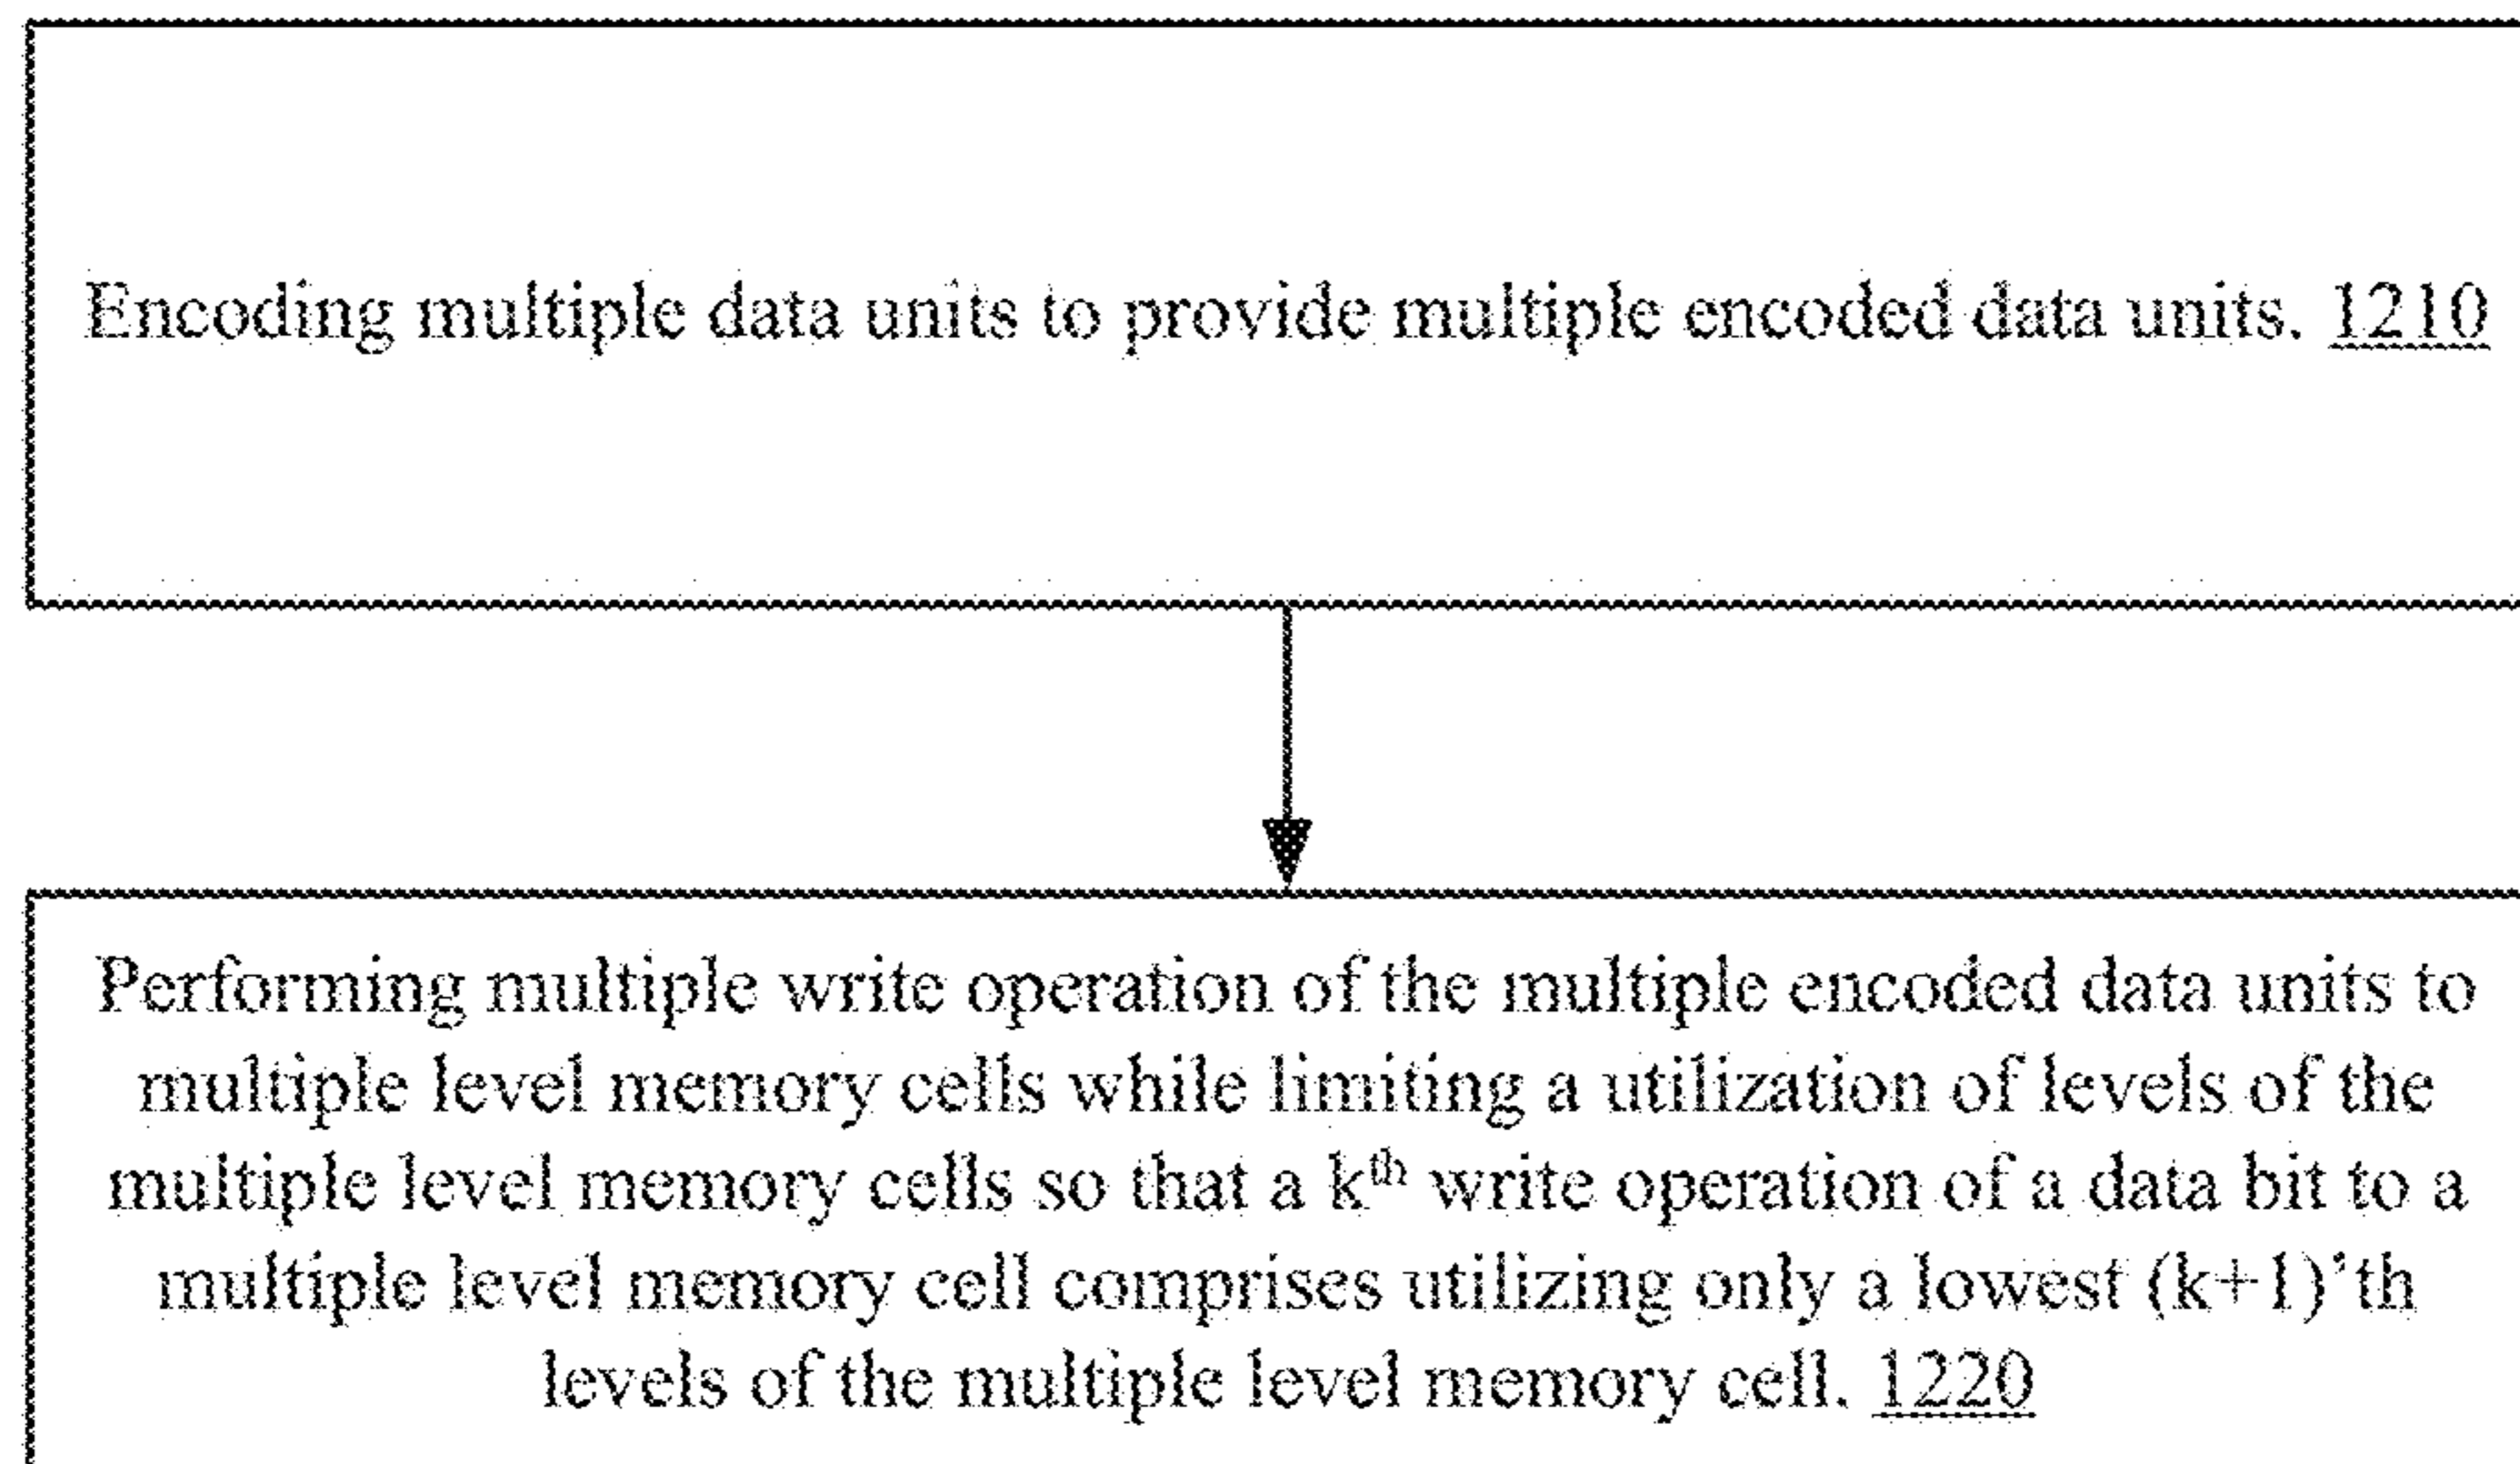 Encoding multiple data units to provide multiple encoded data units. 1210
Performing multiple write operation of the multiple encoded data units to
multiple level memory cells while limiting a utilization of levels of the
multiple level memory cells so that a kth write operation of a data bit to a
multiple level memory cell comprises utilizing only a lowest (k+1)'th
levels of the multiple level memory cell. 1220